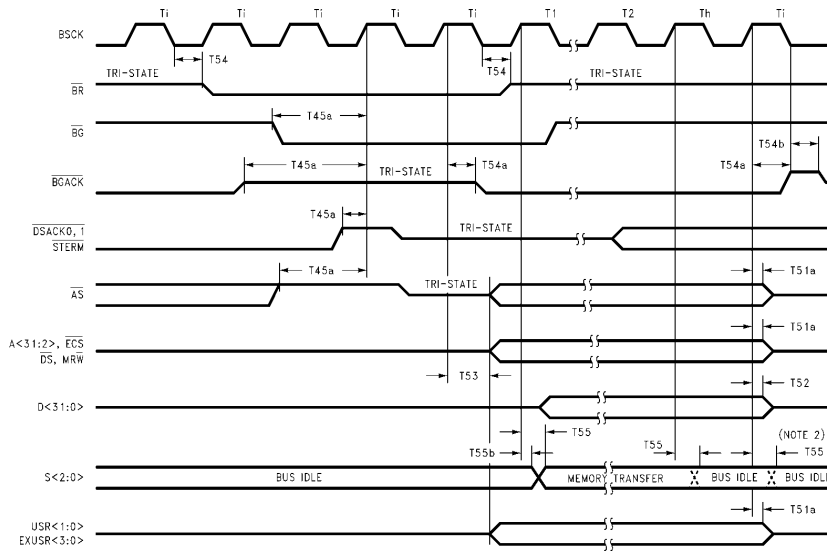 Ti Ti Ti Ti Ti T1 T2 Th Ti
BSCK
T54 T54
TRI-STATE TRI-STATE
BR
T45a
BG
T54b
T45a TRI-STATE T54a T54a
BGACK
T45a
DSACK0, 1 TRI-STATE
STERM
T45a TRI-STATE T51a
AS
T51a
A<31:2>, ECS
DS, MRW
T53 T52
D<31:0>
T55 (NOTE 2)
T55b T55 T55
S<2:0> BUS IDLE MEMORY TRANSFER BUS IDLE BUS IDL
T51a
USR<1:0>
EXUSR<3:0>